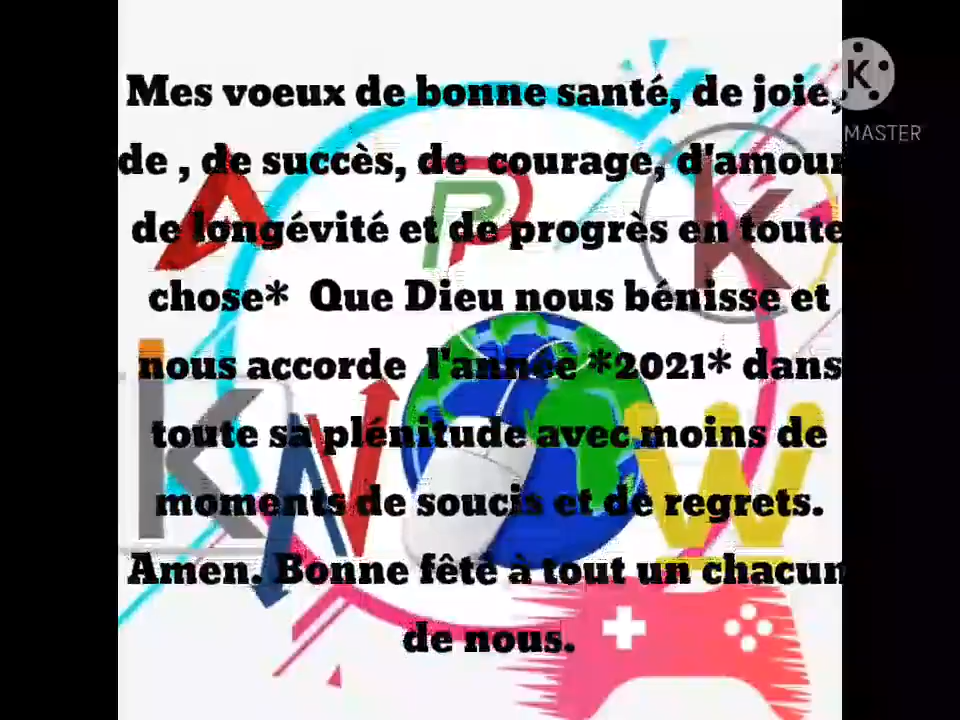 Mes voeux de bonne santé, de joie,
de , de succès, de courage, d'amour
de longévité et de progrès en toute
chose* Que Dieu nous bénisse et
nous accorde l'année *2021* dans
toute sa plénitude avec moins de
moments de soucis et de regrets.
Amen. Bonne fête à tout un chacun
de nous.
A P K
kNOW
K
MASTER